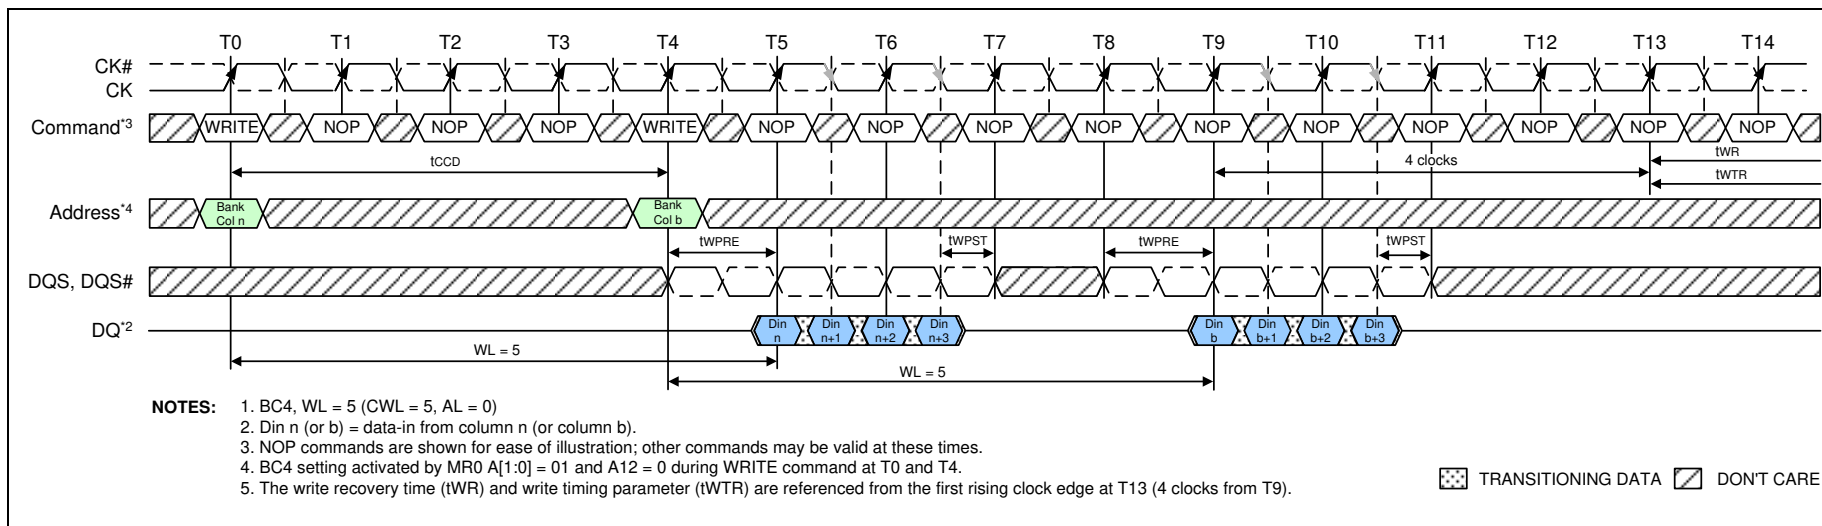 T0 T1 T2 T3 T4 T5 T6 T7 T8 T9 T10 T11 T12 T13 T14
CK#
CK
Command*3 WRITE NOP NOP NOP WRITE NOP NOP NOP NOP NOP NOP NOP NOP NOP NOP
tCCD 4 clocks tWR
tWTR
Address*4 Bank Col n Bank Col b
tWPRE tWPST tWPRE tWPST
DQS, DQS#
DQ*2 Din n Din n+1 Din n+2 Din n+3 Din b Din b+1 Din b+2 Din b+3
WL = 5
WL = 5
NOTES: 1. BC4, WL = 5 (CWL = 5, AL = 0)
2. Din n (or b) = data-in from column n (or column b).
3. NOP commands are shown for ease of illustration; other commands may be valid at these times.
4. BC4 setting activated by MR0 A[1:0] = 01 and A12 = 0 during WRITE command at T0 and T4.
5. The write recovery time (tWR) and write timing parameter (tWTR) are referenced from the first rising clock edge at T13 (4 clocks from T9).
TRANSITIONING DATA DON'T CARE